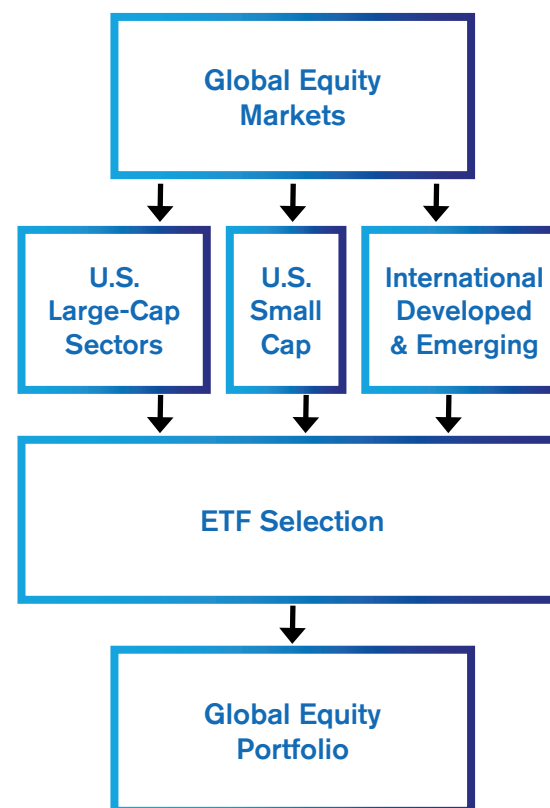 Global Equity
Markets
U.S.
Large-Cap
Sectors
U.S.
Small
Cap
International
Developed
& Emerging
ETF Selection
Global Equity
Portfolio